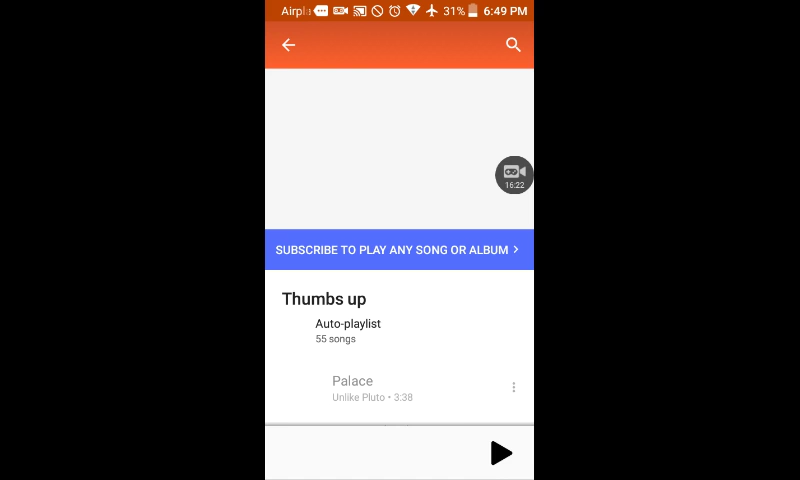 Airpl 31% 6:49 PM
16:22
SUBSCRIBE TO PLAY ANY SONG OR ALBUM >
Thumbs up
Auto-playlist
55 songs
Palace
Unlike Pluto • 3:38